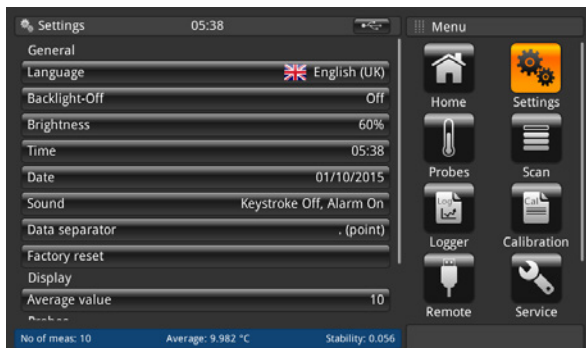 Settings 05:38
General
Language English (UK)
Backlight-Off Off
Brightness 60%
Time 05:38
Date 01/10/2015
Sound Keystroke Off, Alarm On
Data separator . (point)
Factory reset
Display
Average value 10
Probes
No of meas: 10 Average: 9.982 °C Stability: 0.056
Menu
Home Settings
Probes Scan
Log Cal
Logger Calibration
Remote Service